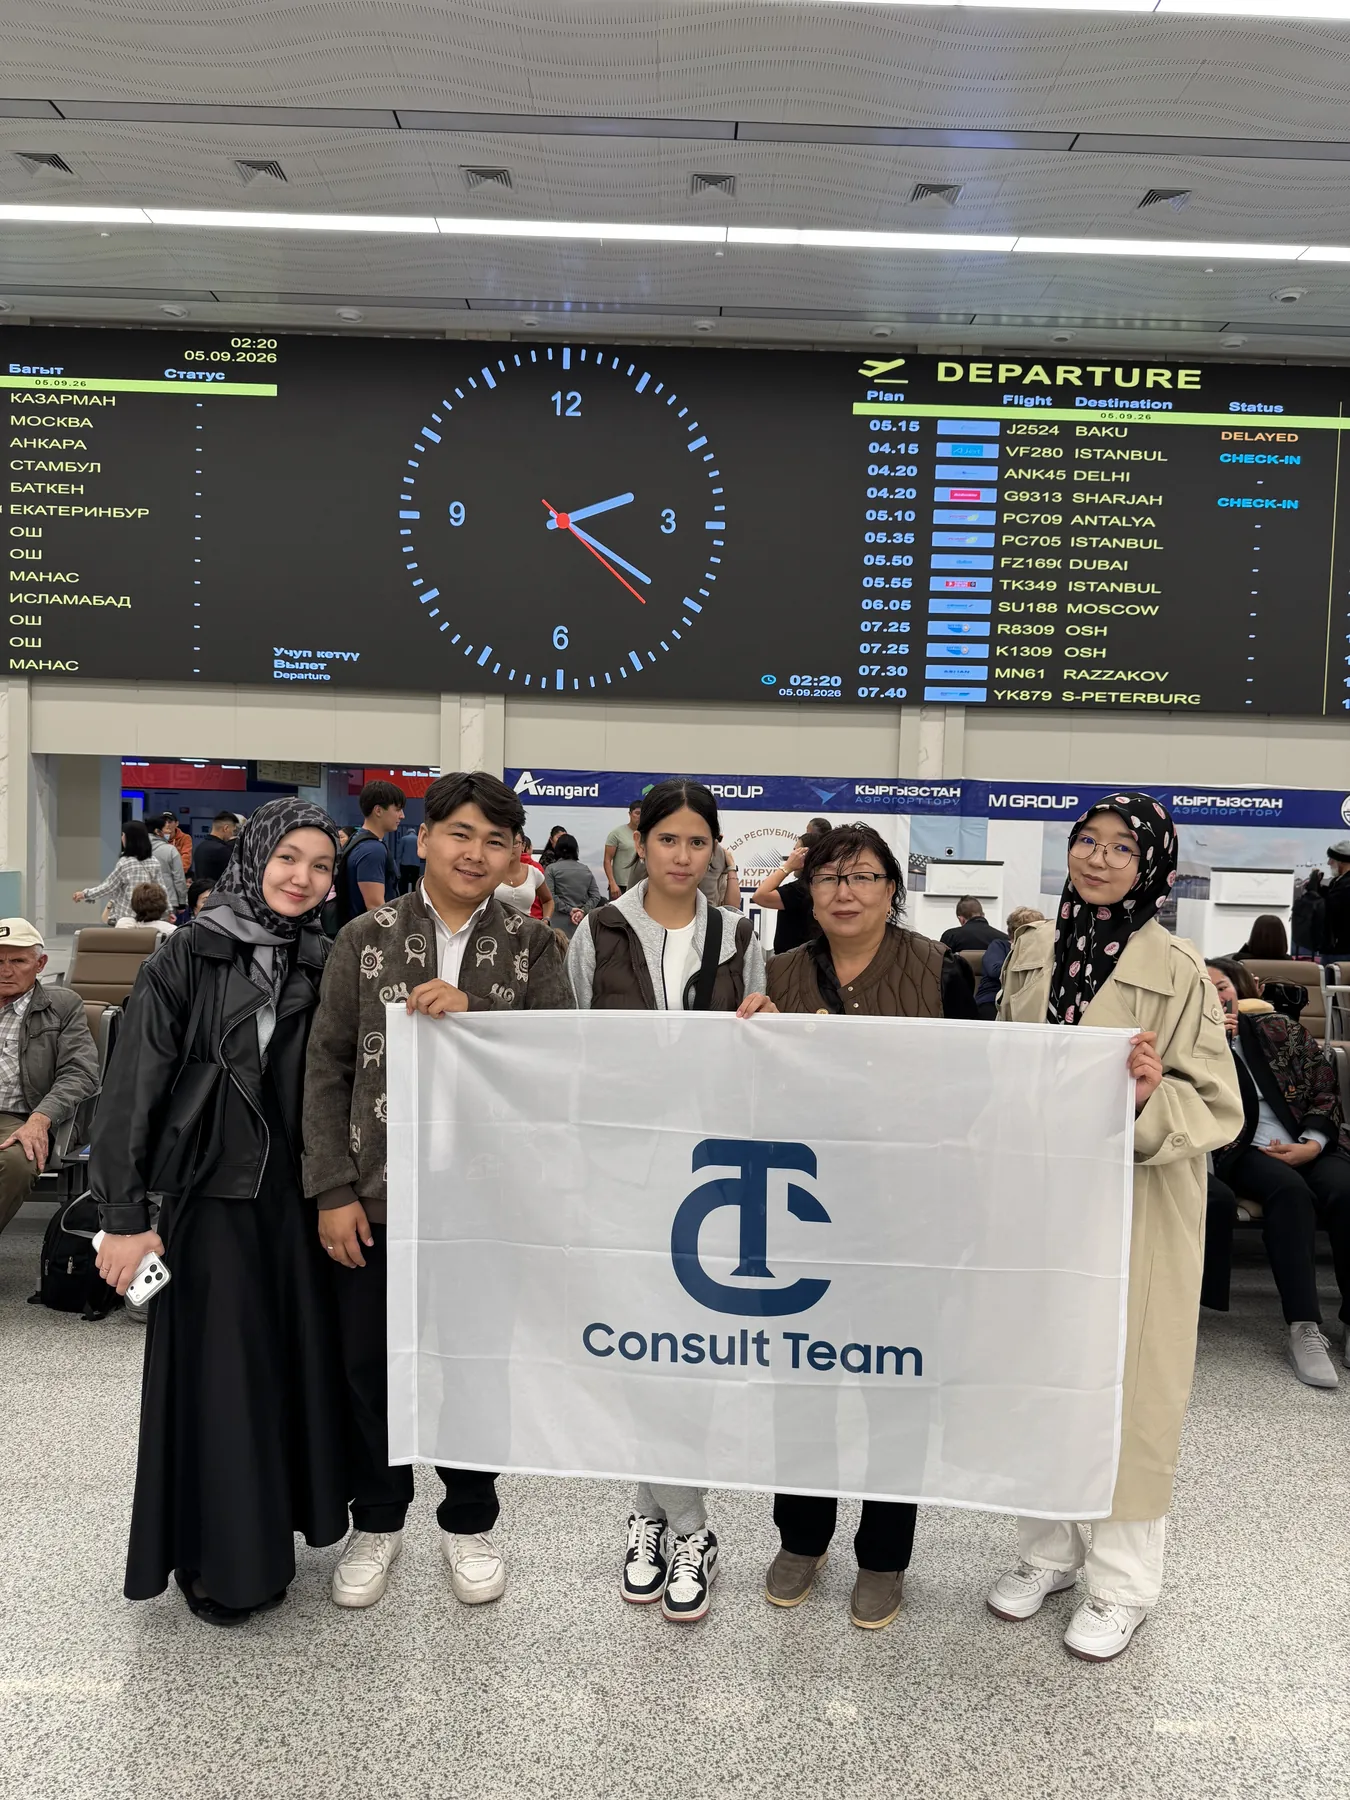 02:20
05.09.2026
Багыт Статус
05.09.26
КАЗАРМАН -
МОСКВА -
АНКАРА -
СТАМБУЛ -
БАТКЕН -
ЕКАТЕРИНБУР -
ОШ -
ОШ -
МАНАС -
ИСЛАМАБАД -
ОШ -
ОШ -
МАНАС -
Учуп кетүү
Вылет
Departure
12
9
3
6
02:20
05.09.2026
DEPARTURE
Plan Flight Destination Status
05.09.26
05.15 J2524 BAKU DELAYED
04.15 VF280 ISTANBUL CHECK-IN
04.20 ANK45 DELHI -
04.20 G9313 SHARJAH CHECK-IN
05.10 PC709 ANTALYA -
05.35 PC705 ISTANBUL -
05.50 FZ169 DUBAI -
05.55 TK349 ISTANBUL -
06.05 SU188 MOSCOW -
07.25 R8309 OSH -
07.25 K1309 OSH -
07.30 MN61 RAZZAKOV -
07.40 YK879 S-PETERBURG -
Avangard
GROUP
КЫРГЫЗСТАН
АЭРОПОРТТОРУ
M GROUP
КЫРГЫЗСТАН
АЭРОПОРТТОРУ
TC
Consult Team